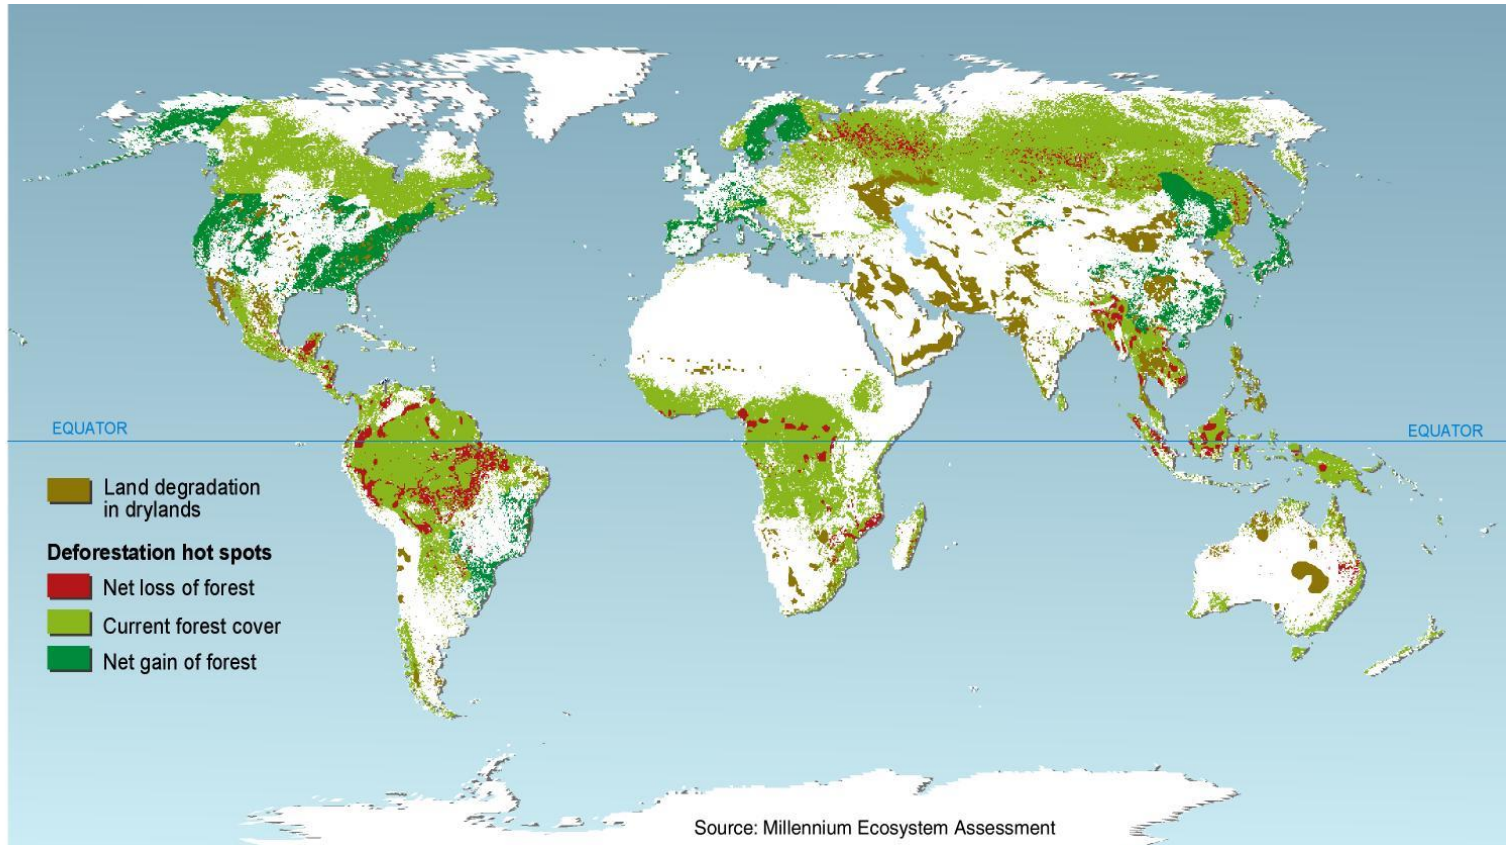 EQUATOR
EQUATOR
Land degradation
in drylands
Deforestation hot spots
Net loss of forest
Current forest cover
Net gain of forest
Source: Millennium Ecosystem Assessment